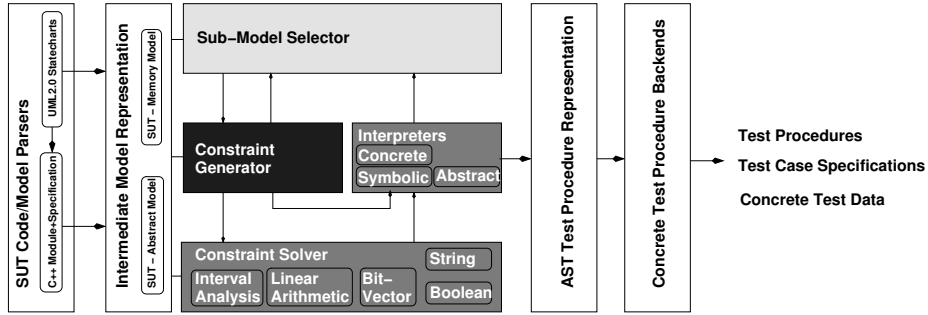 SUT Code/Model Parsers
UML2.0 Statecharts
C++ Module+Specification
Intermediate Model Representation
SUT – Memory Model
SUT – Abstract Model
Sub–Model Selector
Constraint
Generator
Interpreters
Concrete
Symbolic
Abstract
Constraint Solver
Interval
Analysis
Linear
Arithmetic
Bit–
Vector
String
Boolean
AST Test Procedure Representation
Concrete Test Procedure Backends
Test Procedures
Test Case Specifications
Concrete Test Data